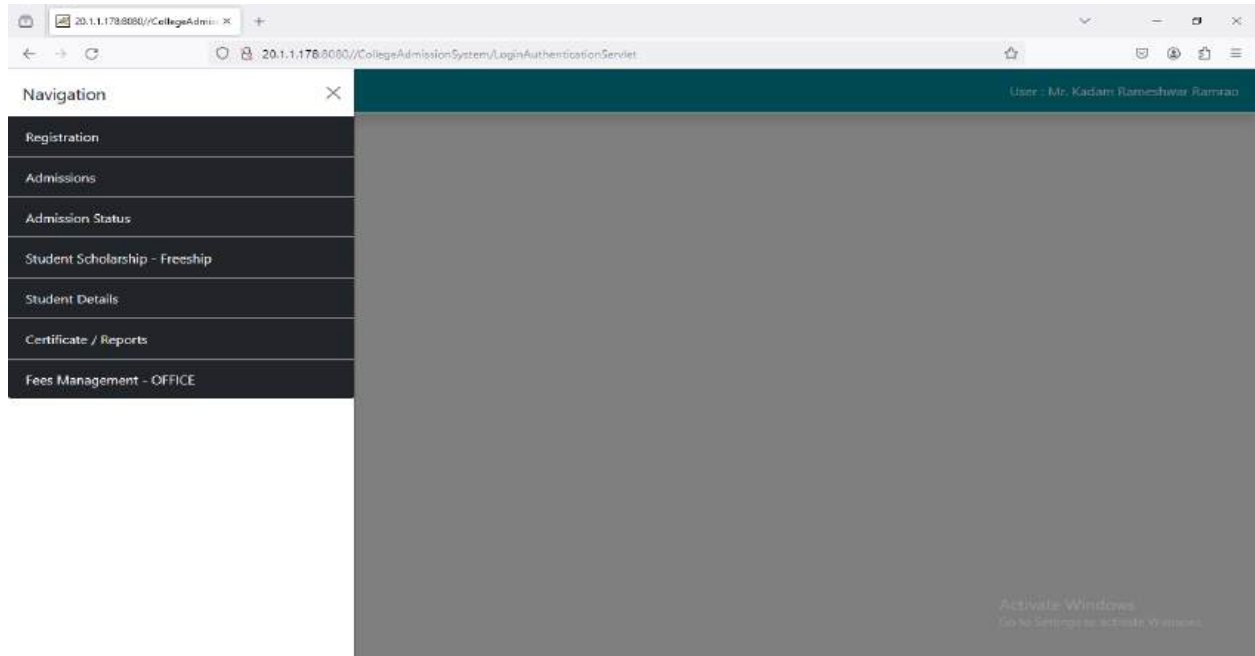 20.1.1.178:8080//CollegeAdmis
20.1.1.178:8080//CollegeAdmissionSystem/LoginAuthenticationServlet
Navigation
User : Mr. Kadam Rameshwar Ramrao
Registration
Admissions
Admission Status
Student Scholarship - Freeship
Student Details
Certificate / Reports
Fees Management - OFFICE
Activate Windows
Go to Settings to activate Windows.